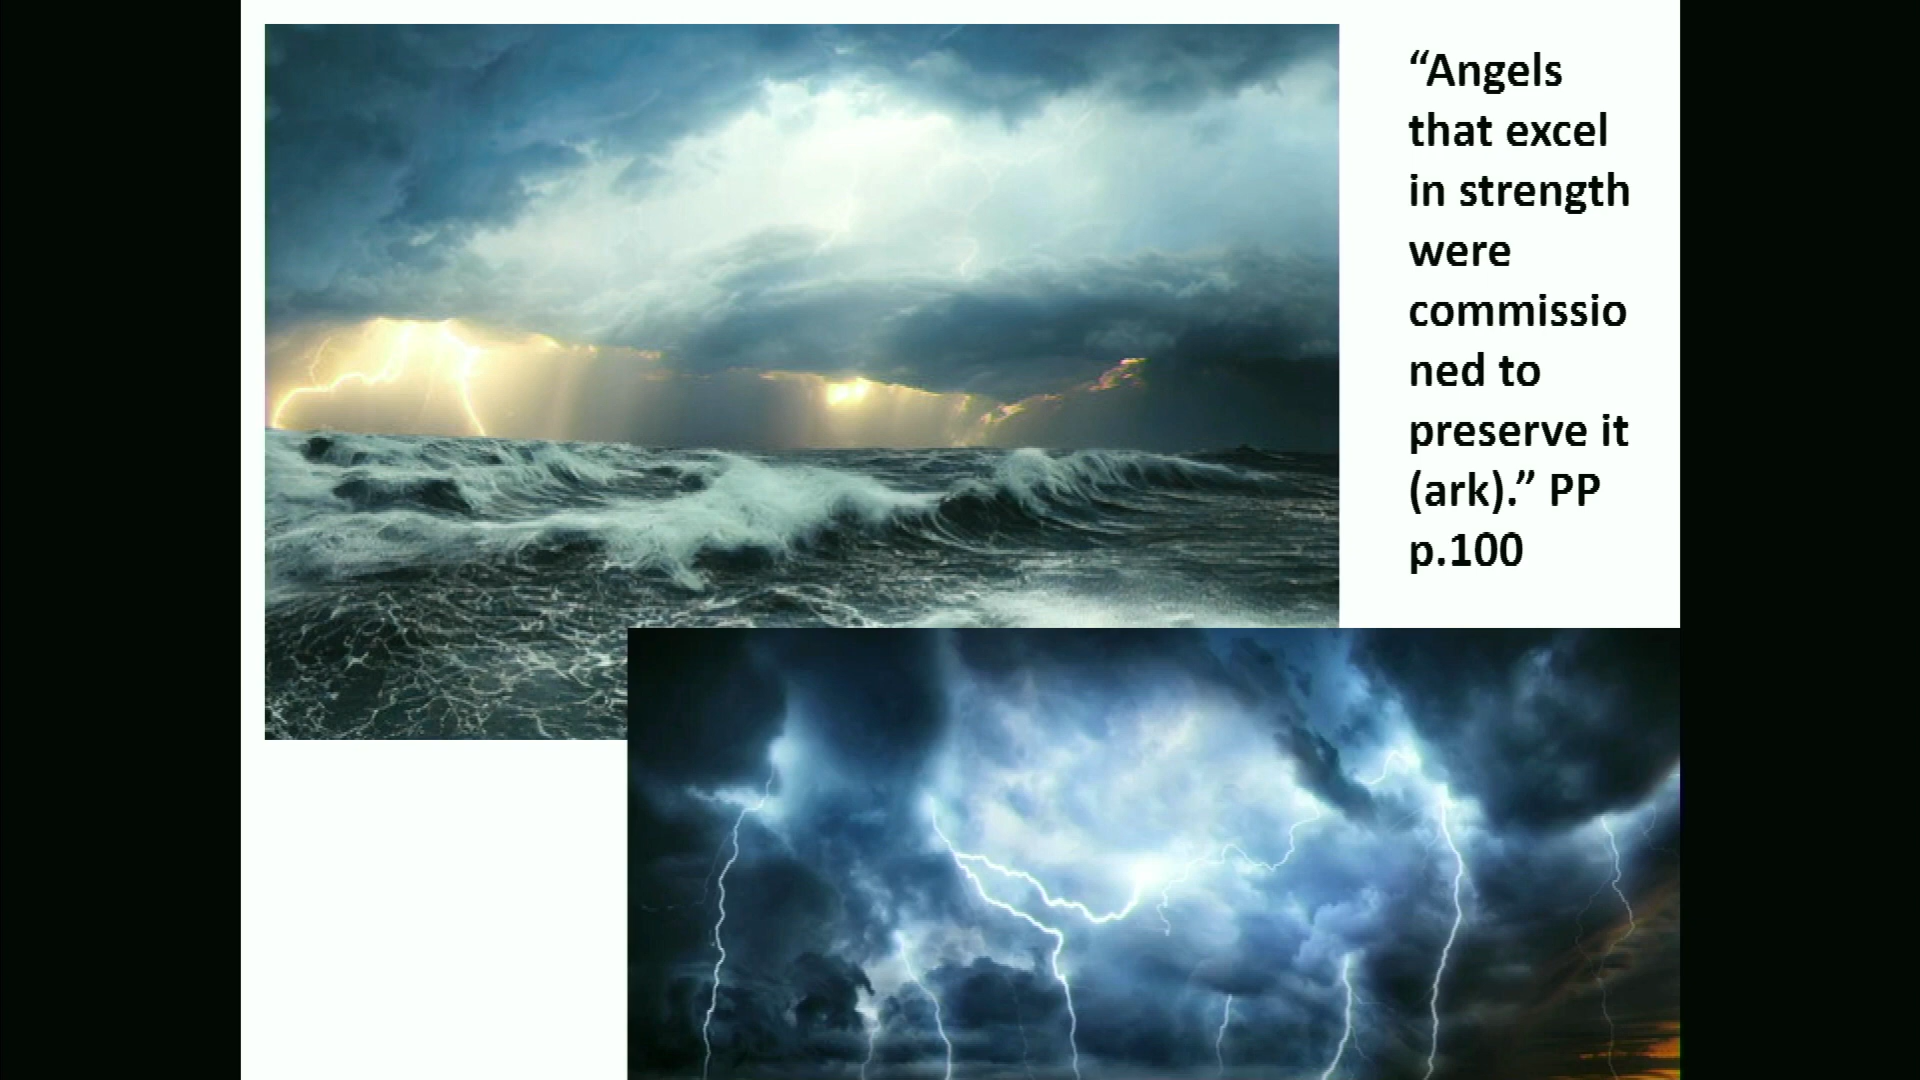 “Angels
that excel
in strength
were
commissio
ned to
preserve it
(ark).” PP
p.100